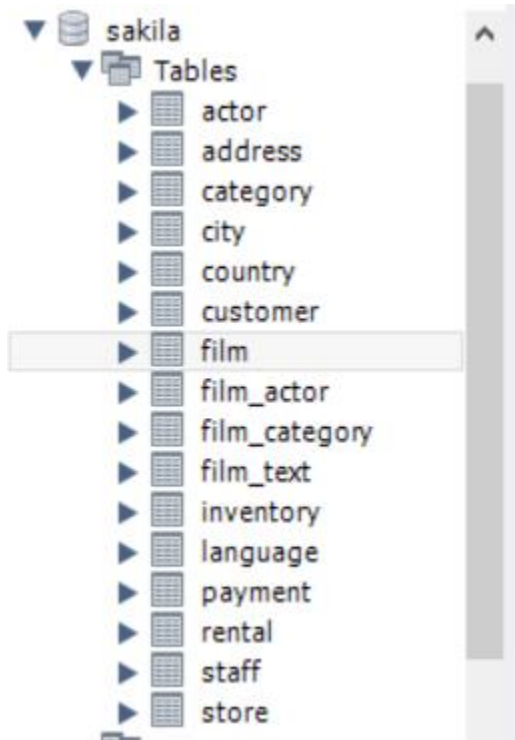 sakila
Tables
actor
address
category
city
country
customer
film
film_actor
film_category
film_text
inventory
language
payment
rental
staff
store